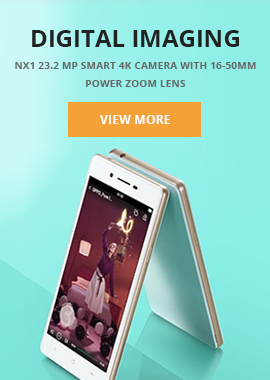 DIGITAL IMAGING
NX1 23.2 MP SMART 4K CAMERA WITH 16-50MM
POWER ZOOM LENS
VIEW MORE